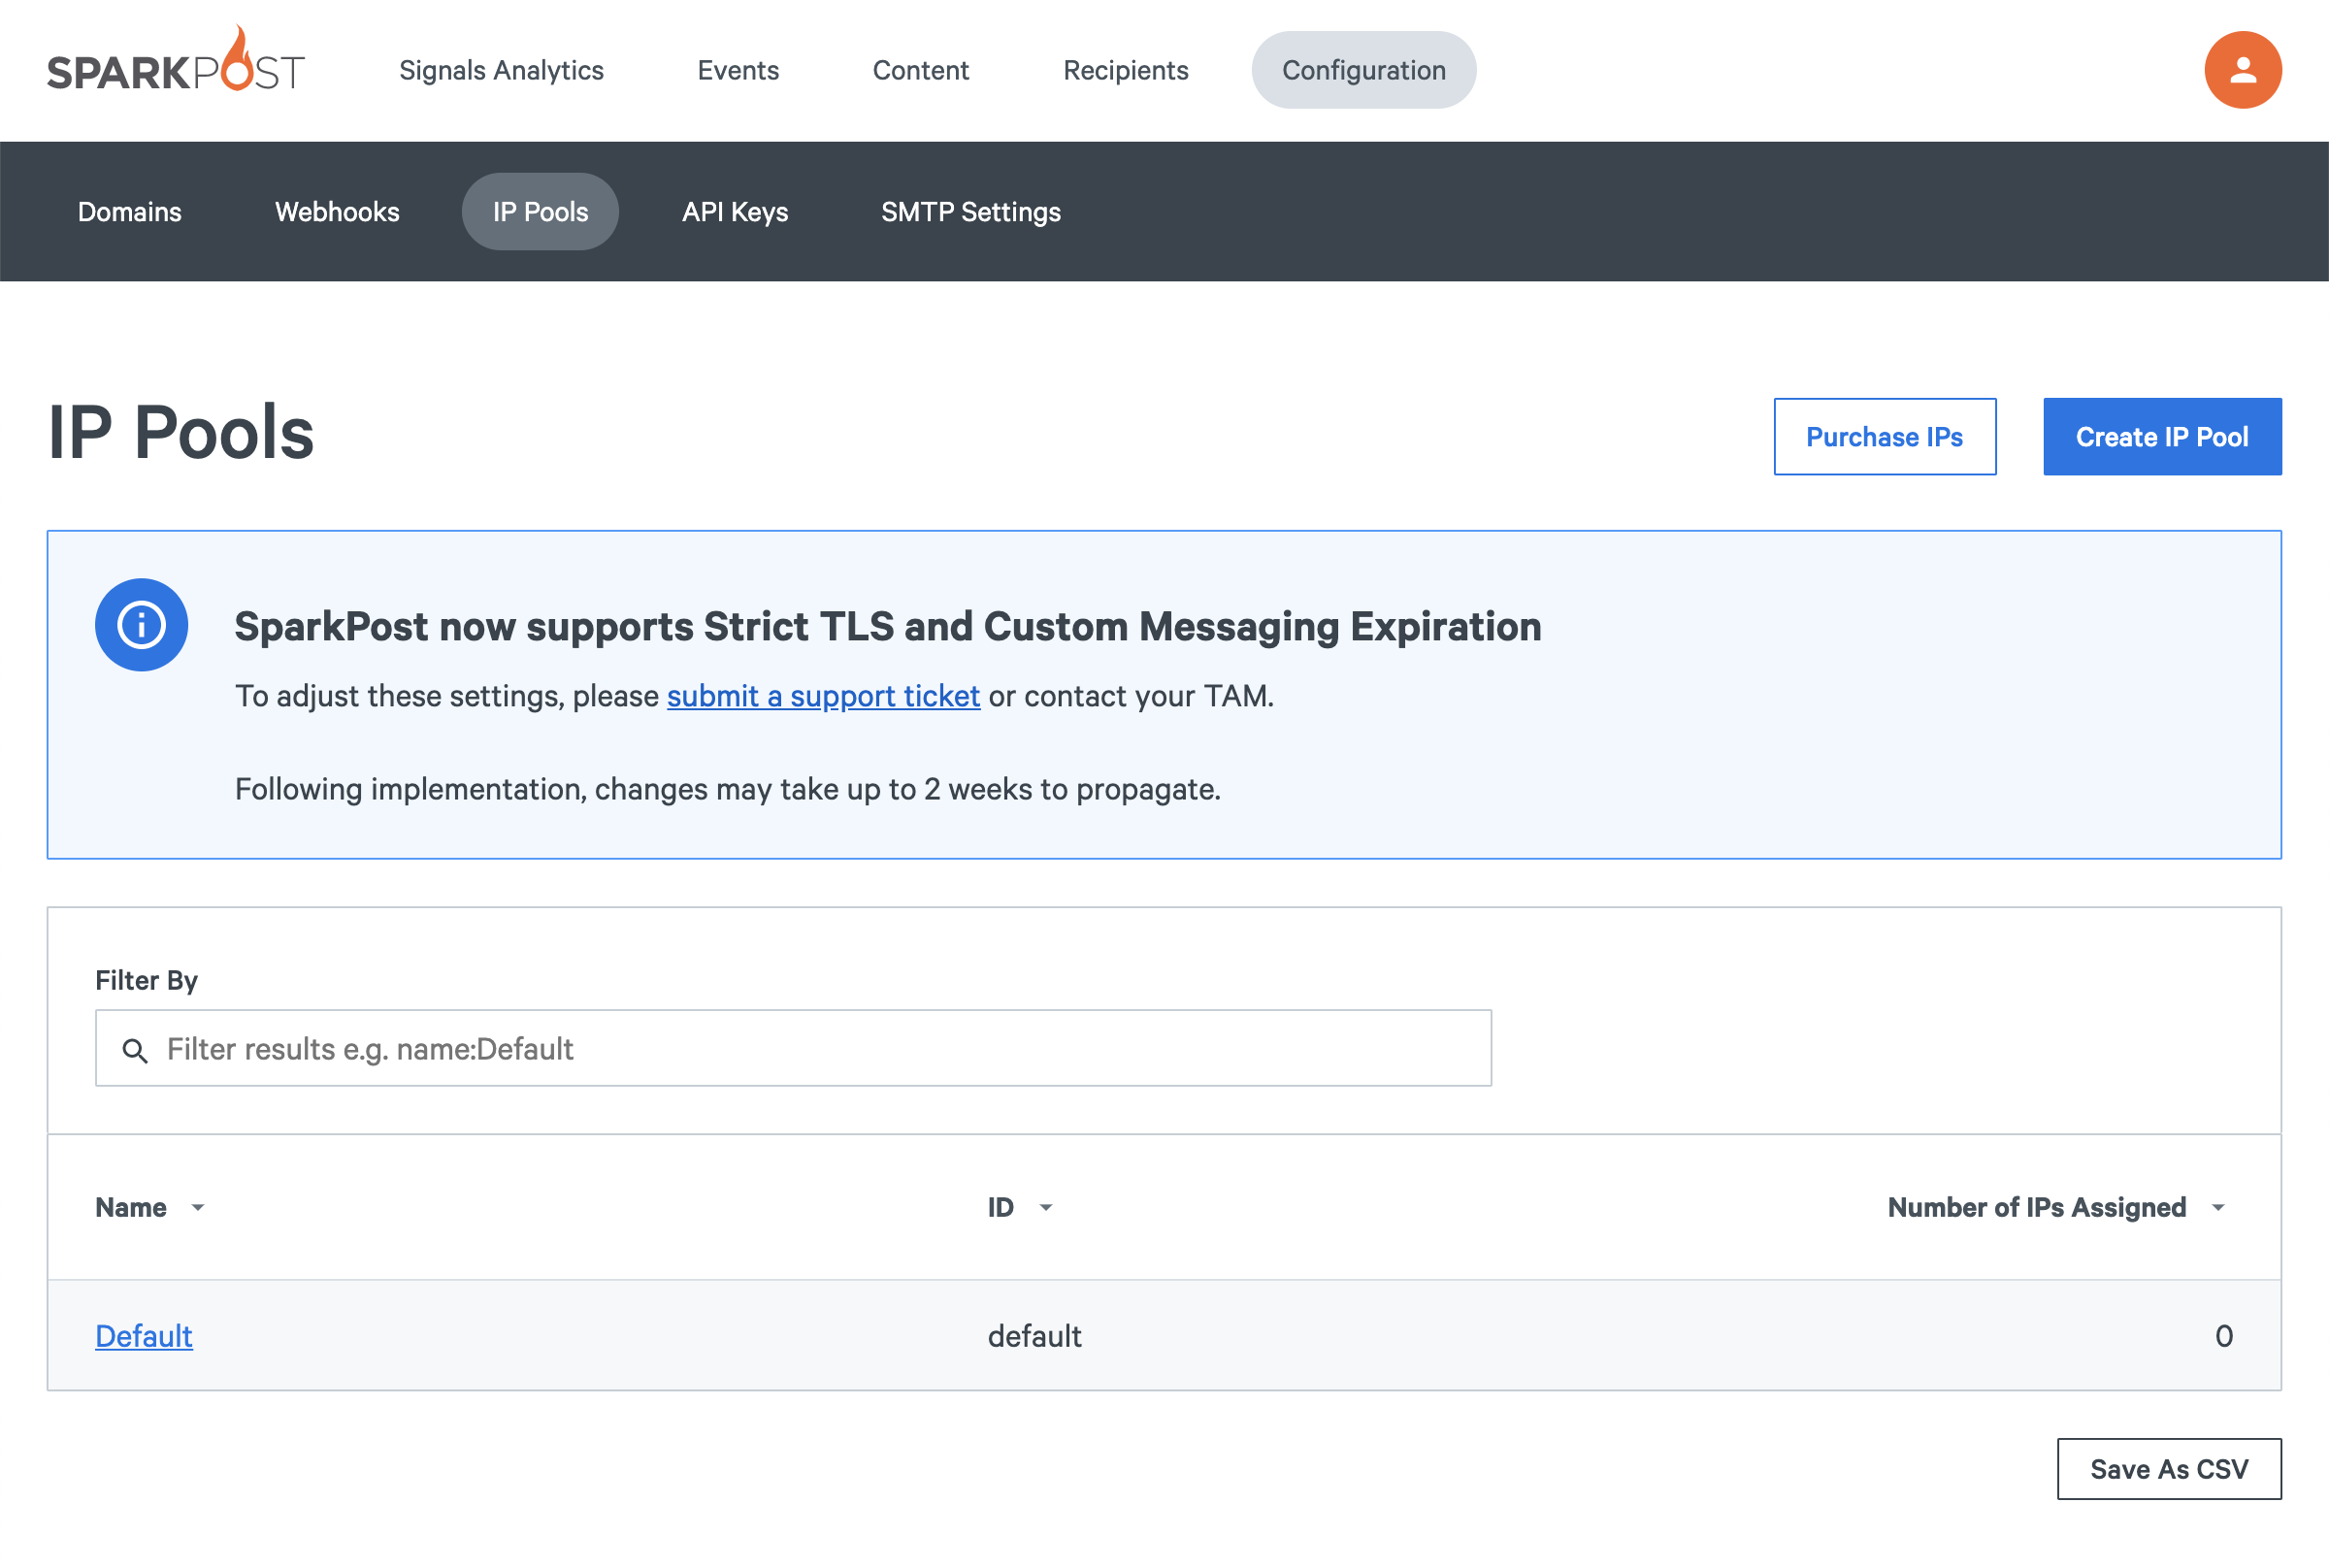 SPARKPOST
Signals Analytics
Events
Content
Recipients
Configuration
Domains
Webhooks
IP Pools
API Keys
SMTP Settings
IP Pools
Purchase IPs
Create IP Pool
SparkPost now supports Strict TLS and Custom Messaging Expiration
To adjust these settings, please submit a support ticket or contact your TAM.
Following implementation, changes may take up to 2 weeks to propagate.
Filter By
Filter results e.g. name:Default
Name
ID
Number of IPs Assigned
Default
default
0
Save As CSV